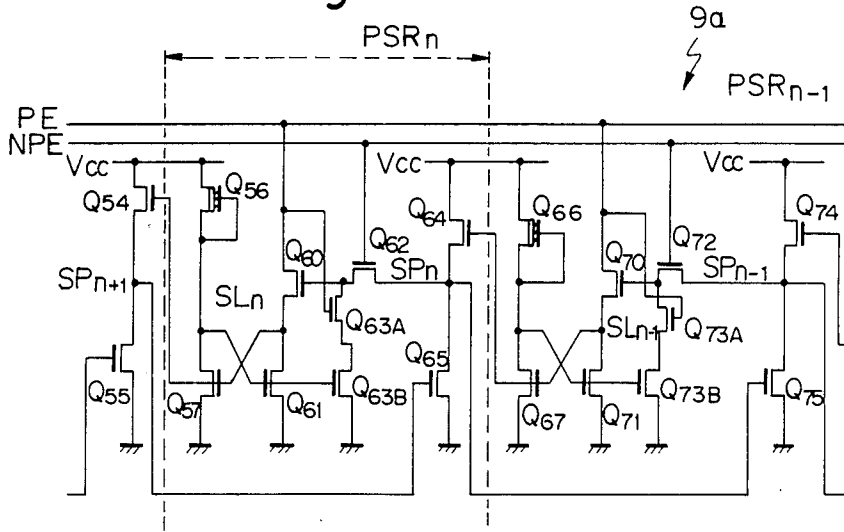 g
PSRn
9a
PSRn-1
PE
NPE
Vcc
Vcc
Vcc
Q54
Q56
Q60
Q62
Q64
Q66
Q70
Q72
Q74
SPn+1
SLn
SPn
SPn-1
Q63A
SLn-1
Q73A
Q55
Q57
Q61
Q63B
Q65
Q67
Q71
Q73B
Q75